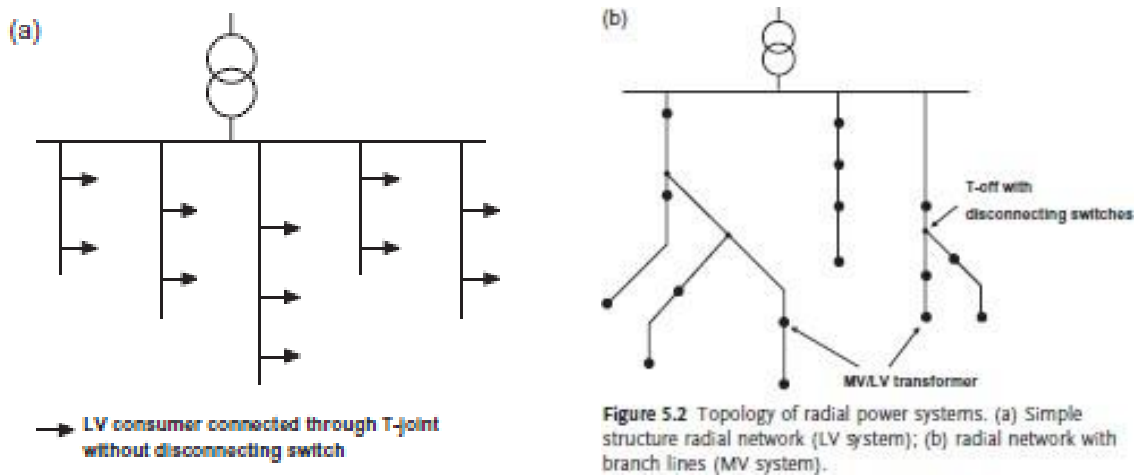 (a)
LV consumer connected through T-joint
without disconnecting switch
(b)
T-off with
disconnecting switches
MV/LV transformer
Figure 5.2 Topology of radial power systems. (a) Simple
structure radial network (LV system); (b) radial network with
branch lines (MV system).